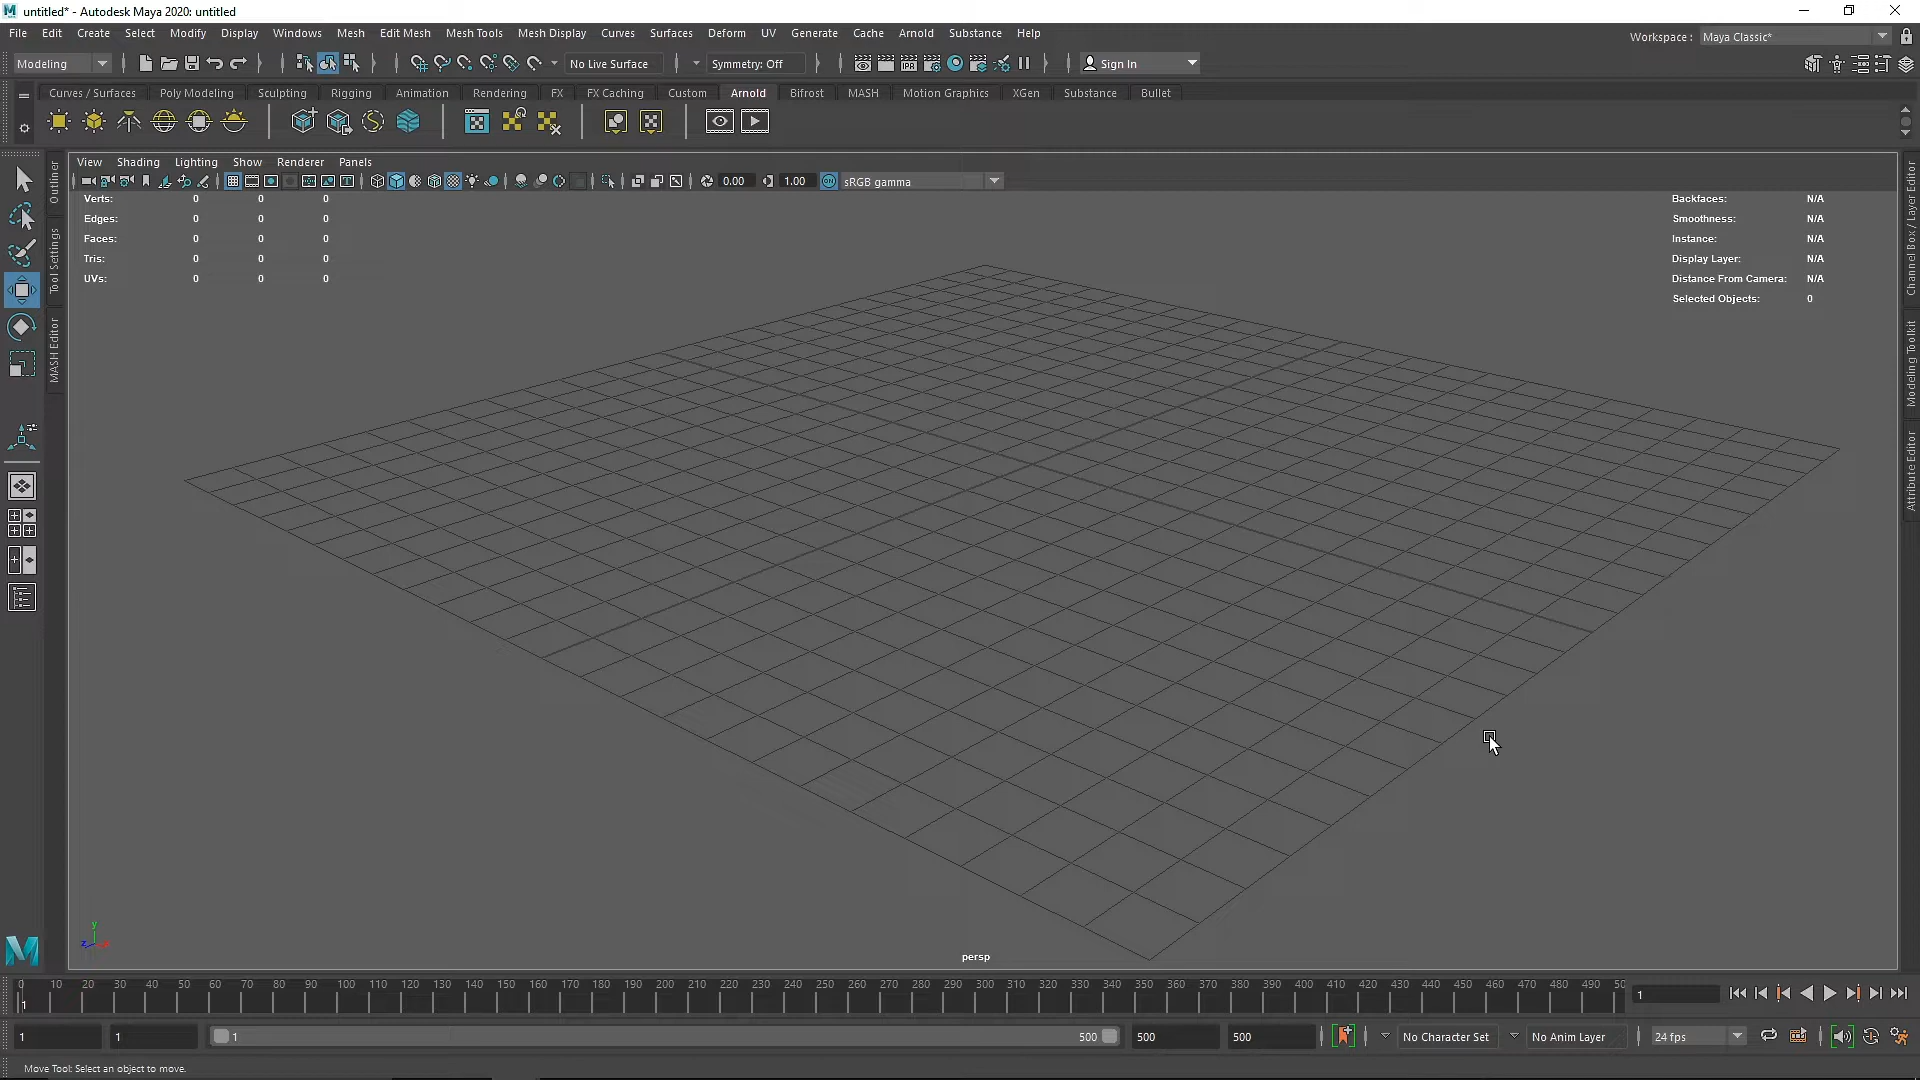 untitled* - Autodesk Maya 2020: untitled
File Edit Create Select Modify Display Windows Mesh Edit Mesh Mesh Tools Mesh Display Curves Surfaces Deform UV Generate Cache Arnold Substance Help
Workspace : Maya Classic*
Modeling No Live Surface Symmetry: Off IPR Sign In
Curves / Surfaces Poly Modeling Sculpting Rigging Animation Rendering FX FX Caching Custom Arnold Bifrost MASH Motion Graphics XGen Substance Bullet
View Shading Lighting Show Renderer Panels
0.00 1.00 ON sRGB gamma
Outliner
Tool Settings
MASH Editor
Verts: 0 0 0
Edges: 0 0 0
Faces: 0 0 0
Tris: 0 0 0
UVs: 0 0 0
Backfaces: N/A
Smoothness: N/A
Instance: N/A
Display Layer: N/A
Distance From Camera: N/A
Selected Objects: 0
Channel Box / Layer Editor
Modeling Toolkit
Attribute Editor
y
z
persp
0 10 20 30 40 50 60 70 80 90 100 110 120 130 140 150 160 170 180 190 200 210 220 230 240 250 260 270 280 290 300 310 320 330 340 350 360 370 380 390 400 410 420 430 440 450 460 470 480 490 50
1
1
1 1 1 500 500 500 No Character Set No Anim Layer 24 fps
Move Tool: Select an object to move.